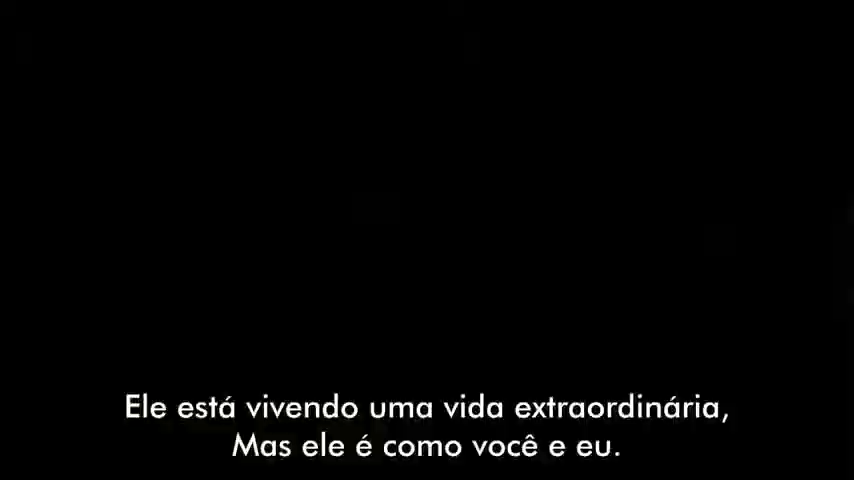 Ele está vivendo uma vida extraordinária,
Mas ele é como você e eu.